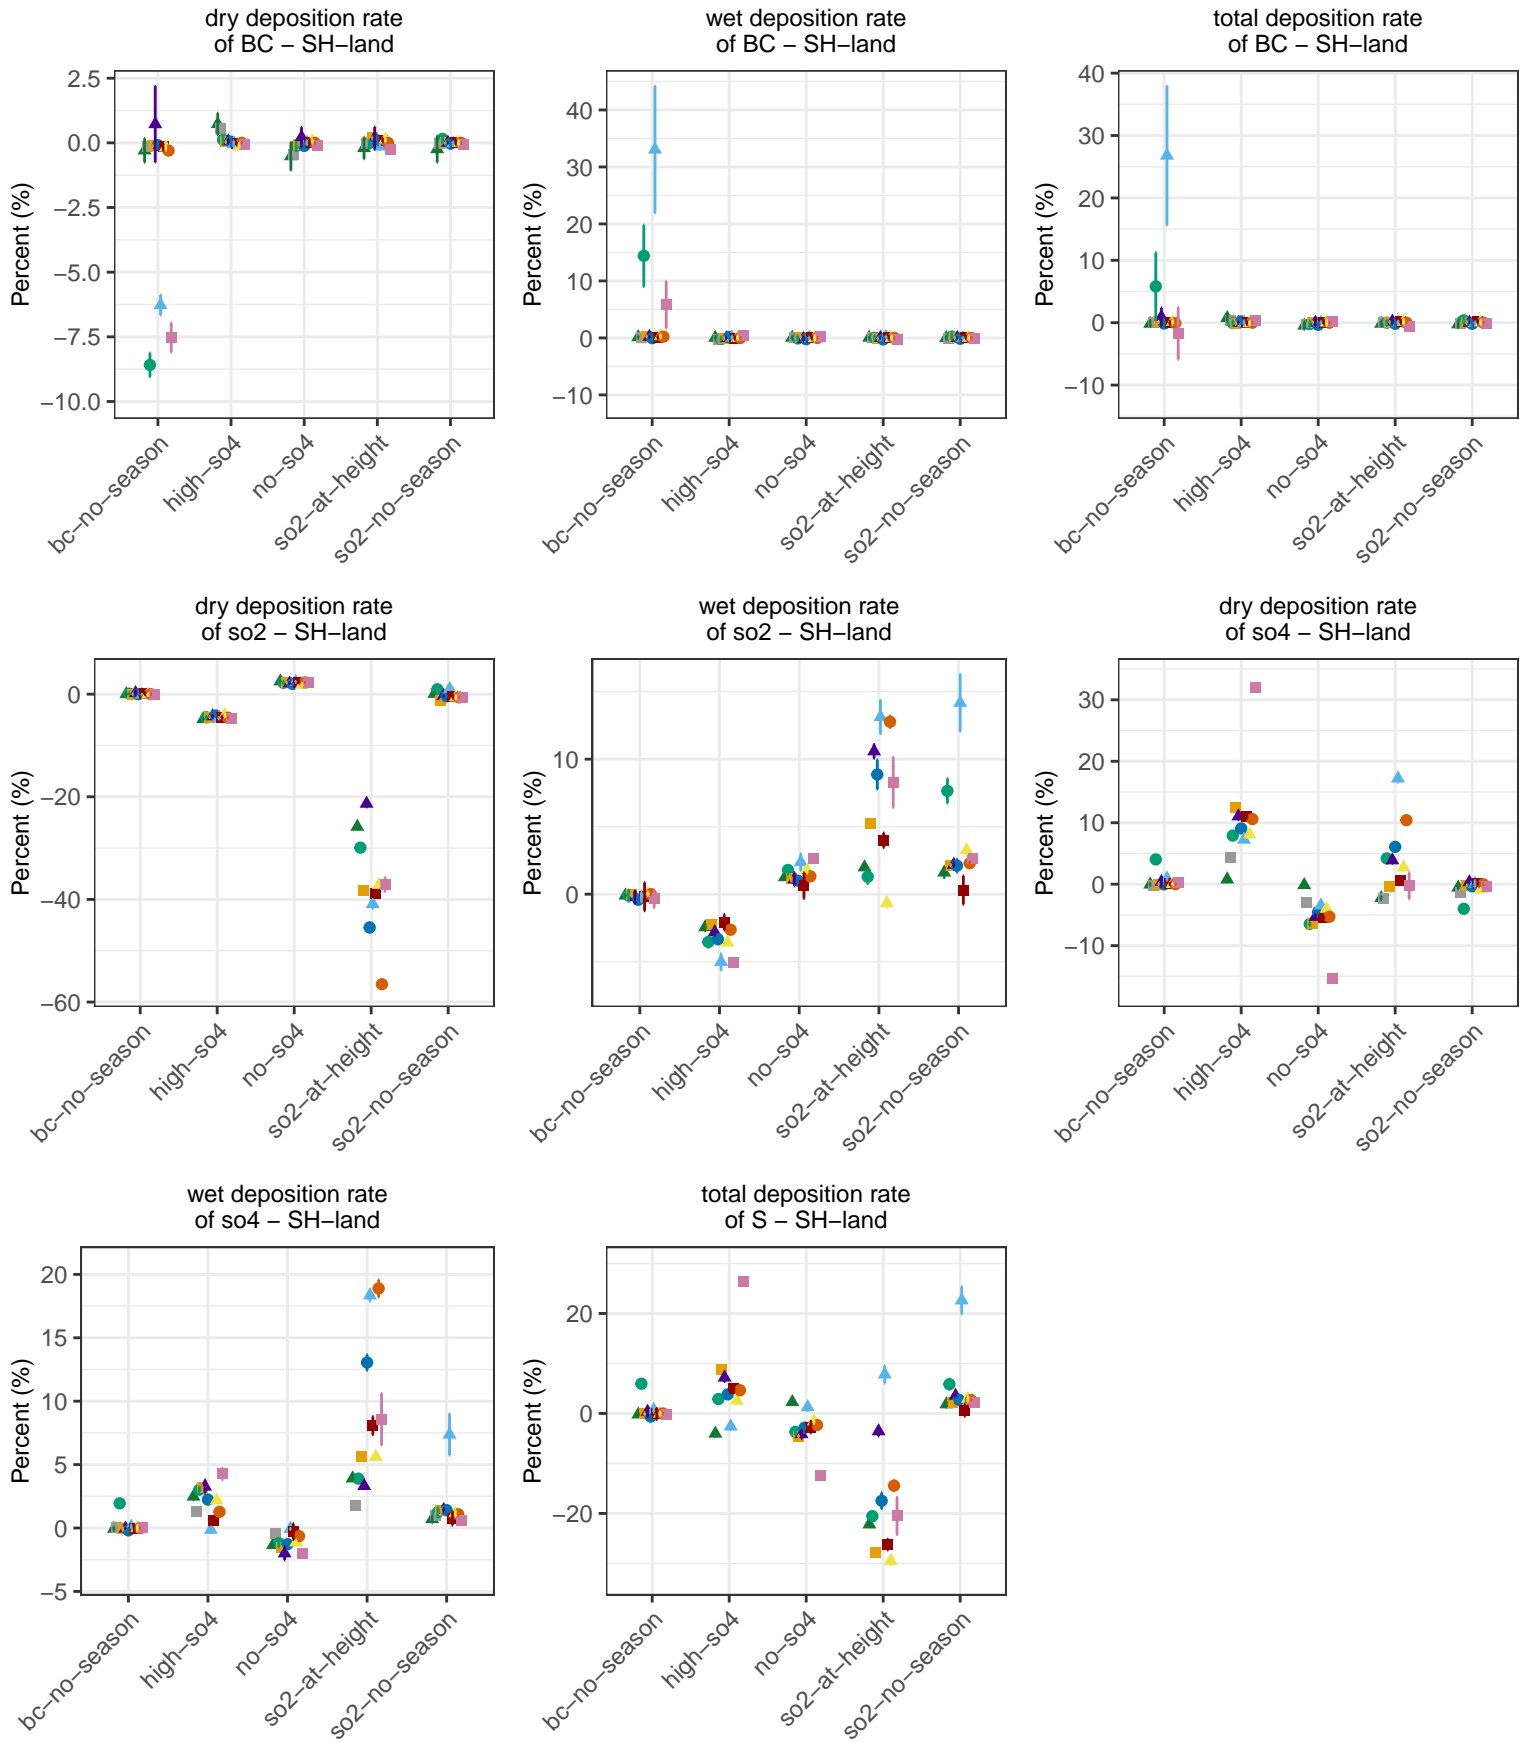 dry deposition rate
of BC − SH−land
wet deposition rate
of BC − SH−land
total deposition rate
of BC − SH−land
Percent (%)
2.5
0.0
−2.5
−5.0
−7.5
−10.0
bc−no−season
high−so4
no−so4
so2−at−height
so2−no−season
Percent (%)
40
30
20
10
0
−10
bc−no−season
high−so4
no−so4
so2−at−height
so2−no−season
Percent (%)
40
30
20
10
0
−10
bc−no−season
high−so4
no−so4
so2−at−height
so2−no−season
dry deposition rate
of so2 − SH−land
wet deposition rate
of so2 − SH−land
dry deposition rate
of so4 − SH−land
Percent (%)
0
−20
−40
−60
bc−no−season
high−so4
no−so4
so2−at−height
so2−no−season
Percent (%)
10
0
bc−no−season
high−so4
no−so4
so2−at−height
so2−no−season
Percent (%)
30
20
10
0
−10
bc−no−season
high−so4
no−so4
so2−at−height
so2−no−season
wet deposition rate
of so4 − SH−land
total deposition rate
of S − SH−land
Percent (%)
20
15
10
5
0
−5
bc−no−season
high−so4
no−so4
so2−at−height
so2−no−season
Percent (%)
20
0
−20
bc−no−season
high−so4
no−so4
so2−at−height
so2−no−season